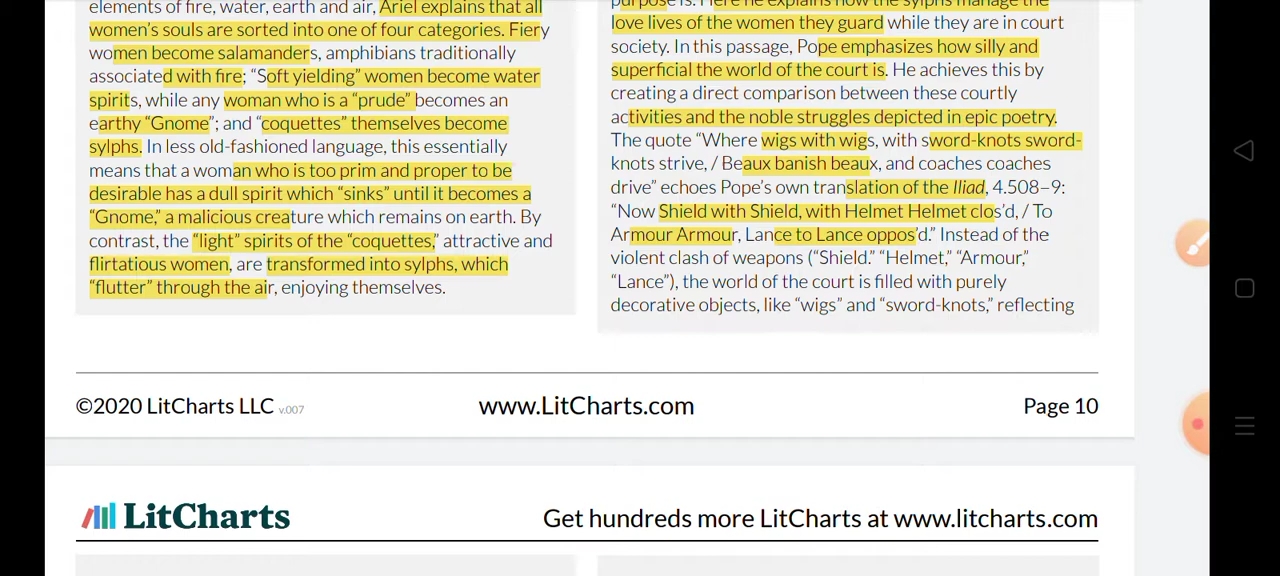 elements of fire, water, earth and air, Ariel explains that all
women's souls are sorted into one of four categories. Fiery
women become salamanders, amphibians traditionally
associated with fire; “Soft yielding” women become water
spirits, while any woman who is a “prude” becomes an
earthy “Gnome”; and “coquettes” themselves become
sylphs. In less old-fashioned language, this essentially
means that a woman who is too prim and proper to be
desirable has a dull spirit which “sinks” until it becomes a
“Gnome,” a malicious creature which remains on earth. By
contrast, the “light” spirits of the “coquettes,” attractive and
flirtatious women, are transformed into sylphs, which
“flutter” through the air, enjoying themselves.
purpose is. Here he explains how the sylphs manage the
love lives of the women they guard while they are in court
society. In this passage, Pope emphasizes how silly and
superficial the world of the court is. He achieves this by
creating a direct comparison between these courtly
activities and the noble struggles depicted in epic poetry.
The quote “Where wigs with wigs, with sword-knots sword-
knots strive, / Beaux banish beaux, and coaches coaches
drive” echoes Pope's own translation of the Iliad, 4.508–9:
“Now Shield with Shield, with Helmet Helmet clos'd, / To
Armour Armour, Lance to Lance oppos'd.” Instead of the
violent clash of weapons (“Shield.” “Helmet,” “Armour,”
“Lance”), the world of the court is filled with purely
decorative objects, like “wigs” and “sword-knots,” reflecting
©2020 LitCharts LLC v.007
www.LitCharts.com
Page 10
LitCharts
Get hundreds more LitCharts at www.litcharts.com